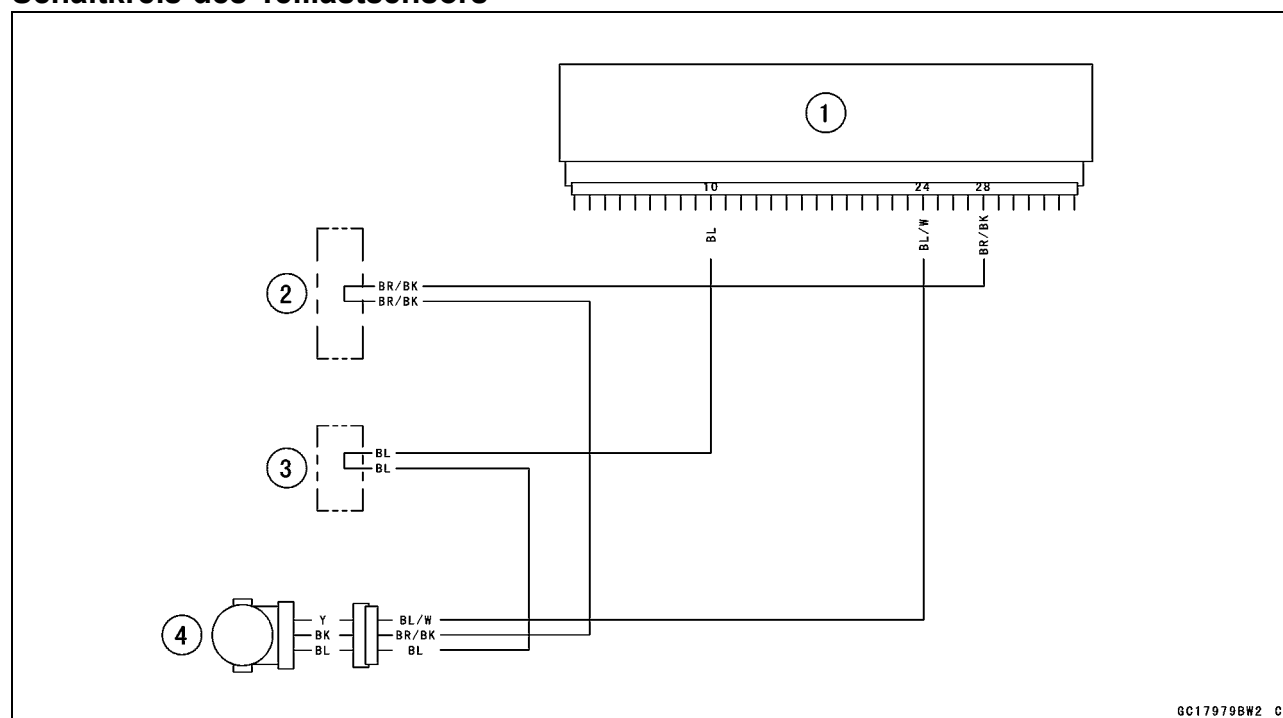 Schaltkreis des Teillastsensors
1
10 24 28
BL
BL/W
BR/BK
2
BR/BK
BR/BK
3
BL
BL
4
Y BL/W
BK BR/BK
BL BL
GC17979BW2 C